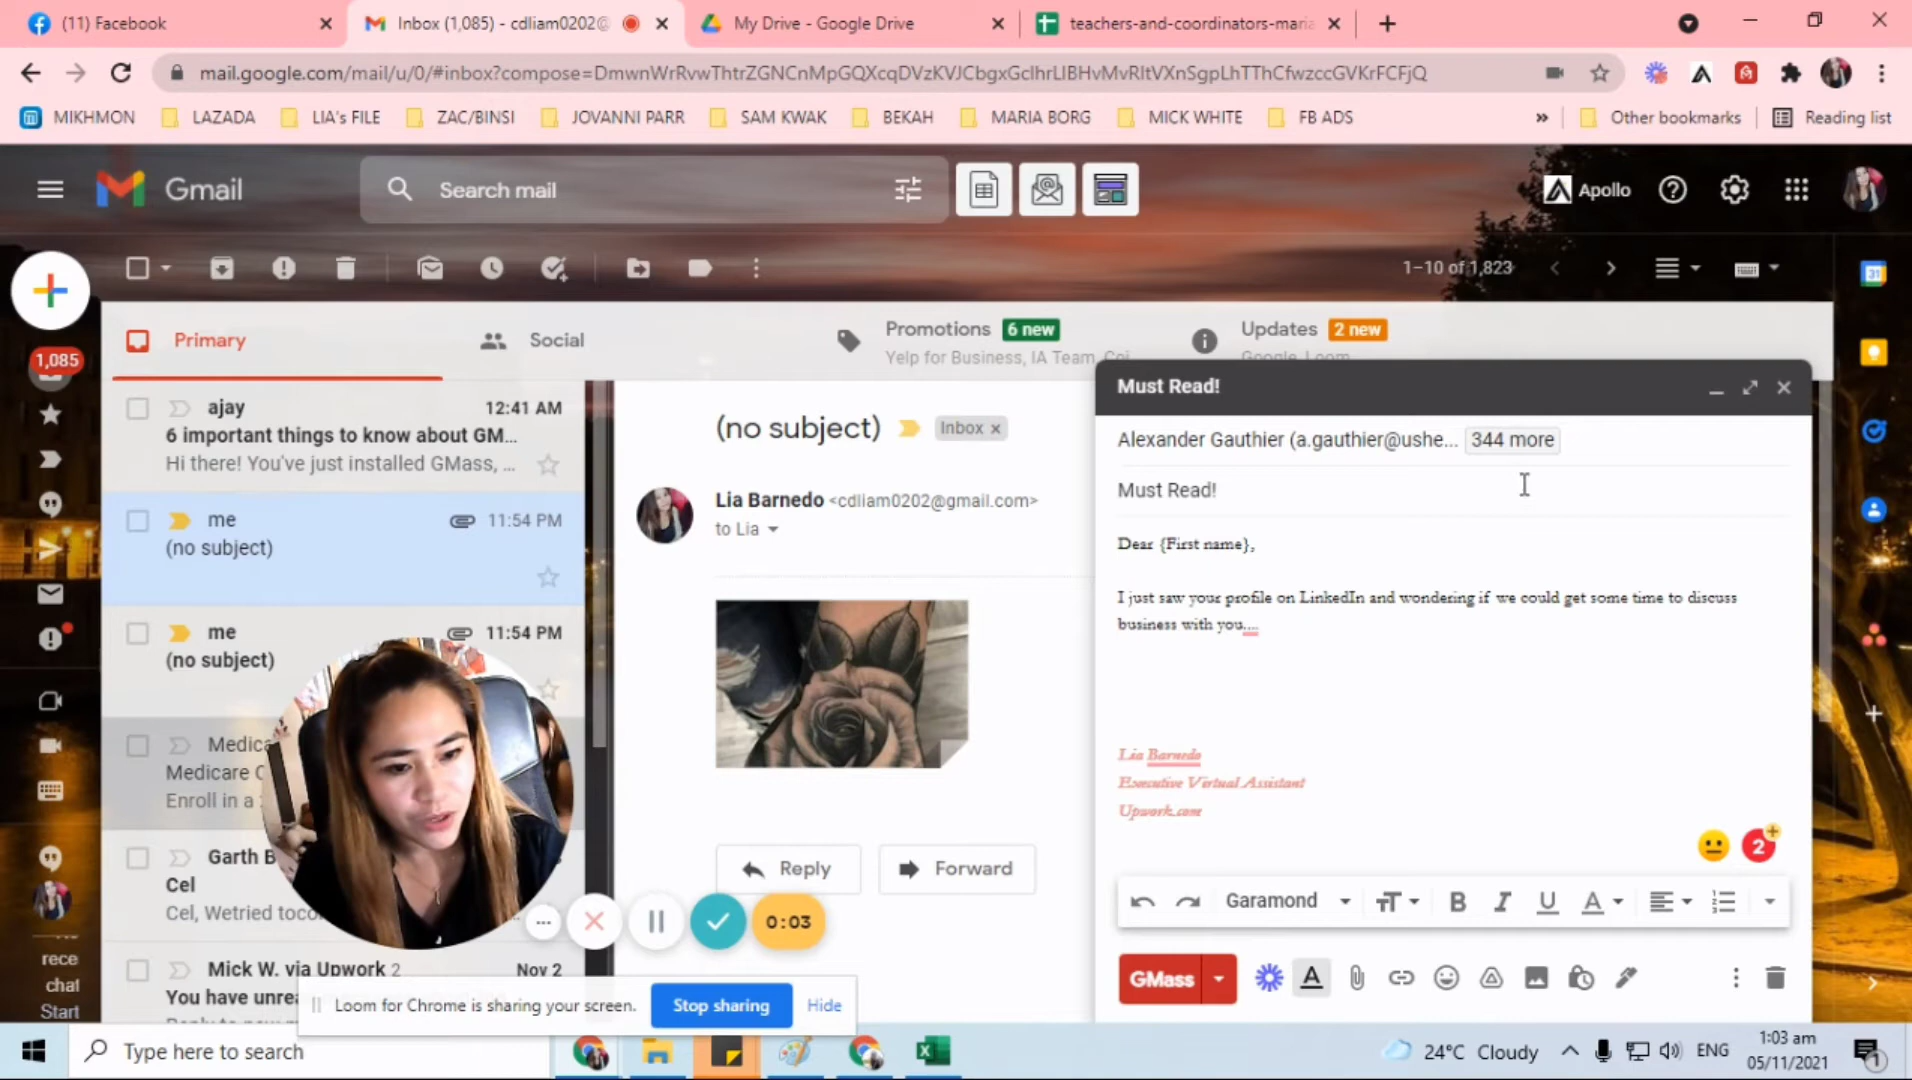 (11) Facebook
Inbox (1,085) - cdliam0202@
My Drive - Google Drive
teachers-and-coordinators-maria
mail.google.com/mail/u/0/#inbox?compose=DmwnWrRvwThtrZGNCnMpGQXcqDVzKVJCbgxGclhrLlBHvMvRltVXnSgpLhTThCfwzccGVKrFCFjQ
MIKHMON
LAZADA
LIA's FILE
ZAC/BINSI
JOVANNI PARR
SAM KWAK
BEKAH
MARIA BORG
MICK WHITE
FB ADS
»
Other bookmarks
Reading list
Gmail
Search mail
Apollo
1–10 of 1,823
1,085
Primary
Social
Promotions 6 new
Yelp for Business, IA Team, Coi
Updates 2 new
Google, Loom
ajay 12:41 AM
6 important things to know about GM...
Hi there! You've just installed GMass, ...
me 11:54 PM
(no subject)
me 11:54 PM
(no subject)
Medica
Medicare C
Enroll in a
Garth B
Cel
Cel, Wetried toco
Mick W. via Upwork 2 Nov 2
You have unre
rece
chat
Start
(no subject)
Inbox ×
Lia Barnedo <cdliam0202@gmail.com>
to Lia
Reply
Forward
Must Read!
Alexander Gauthier (a.gauthier@ushe... 344 more
Must Read!
Dear {First name},
I just saw your profile on LinkedIn and wondering if we could get some time to discuss
business with you....
Lia Barnedo
Executive Virtual Assistant
Upwork.com
2
Garamond
B I U A
GMass
A
0:03
Loom for Chrome is sharing your screen.
Stop sharing
Hide
Type here to search
24°C Cloudy
ENG
1:03 am
05/11/2021
1